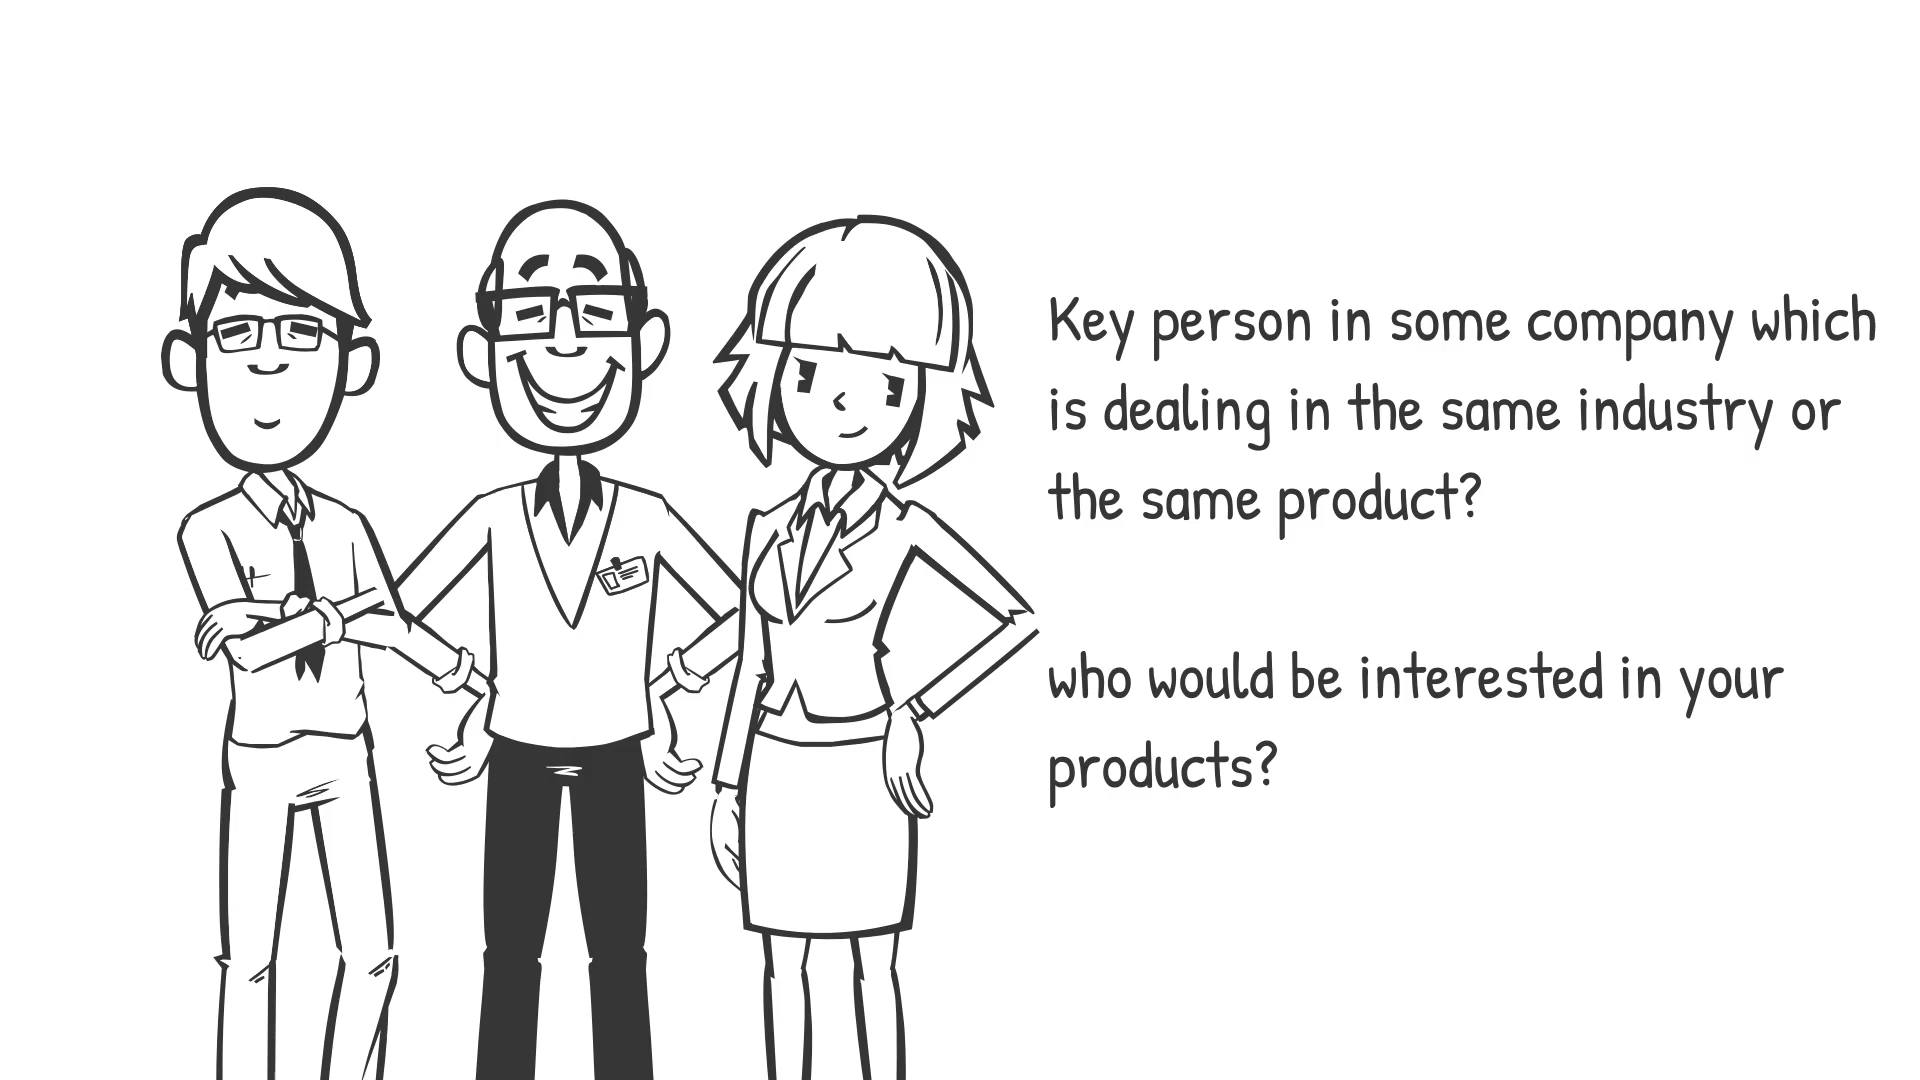 Key person in some company which
is dealing in the same industry or
the same product?
who would be interested in your
products?